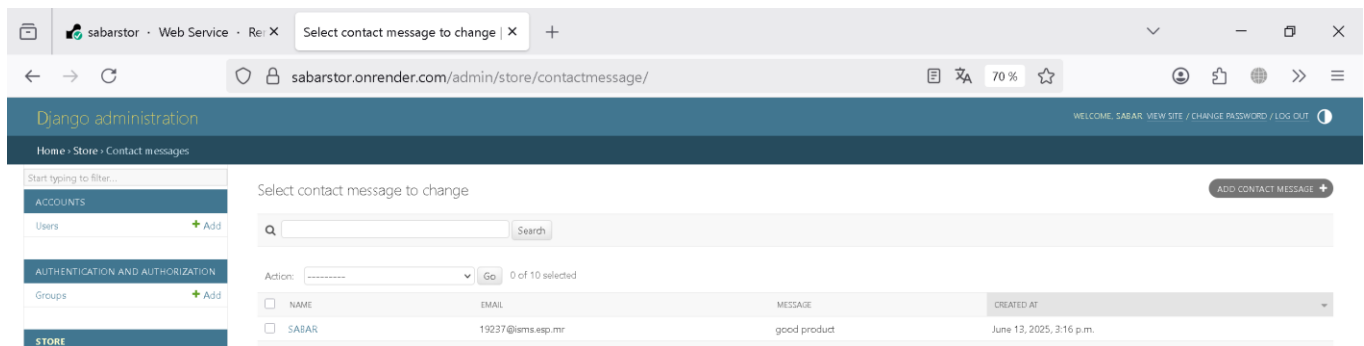 sabarstor · Web Service · Re
Select contact message to change |
sabarstor.onrender.com/admin/store/contactmessage/
70 %
Django administration
WELCOME, SABAR. VIEW SITE / CHANGE PASSWORD / LOG OUT
Home › Store › Contact messages
Start typing to filter...
ACCOUNTS
Users + Add
AUTHENTICATION AND AUTHORIZATION
Groups + Add
STORE
Select contact message to change
ADD CONTACT MESSAGE +
Search
Action: --------- Go 0 of 10 selected
NAME EMAIL MESSAGE CREATED AT
SABAR 19237@isms.esp.mr good product June 13, 2025, 3:16 p.m.